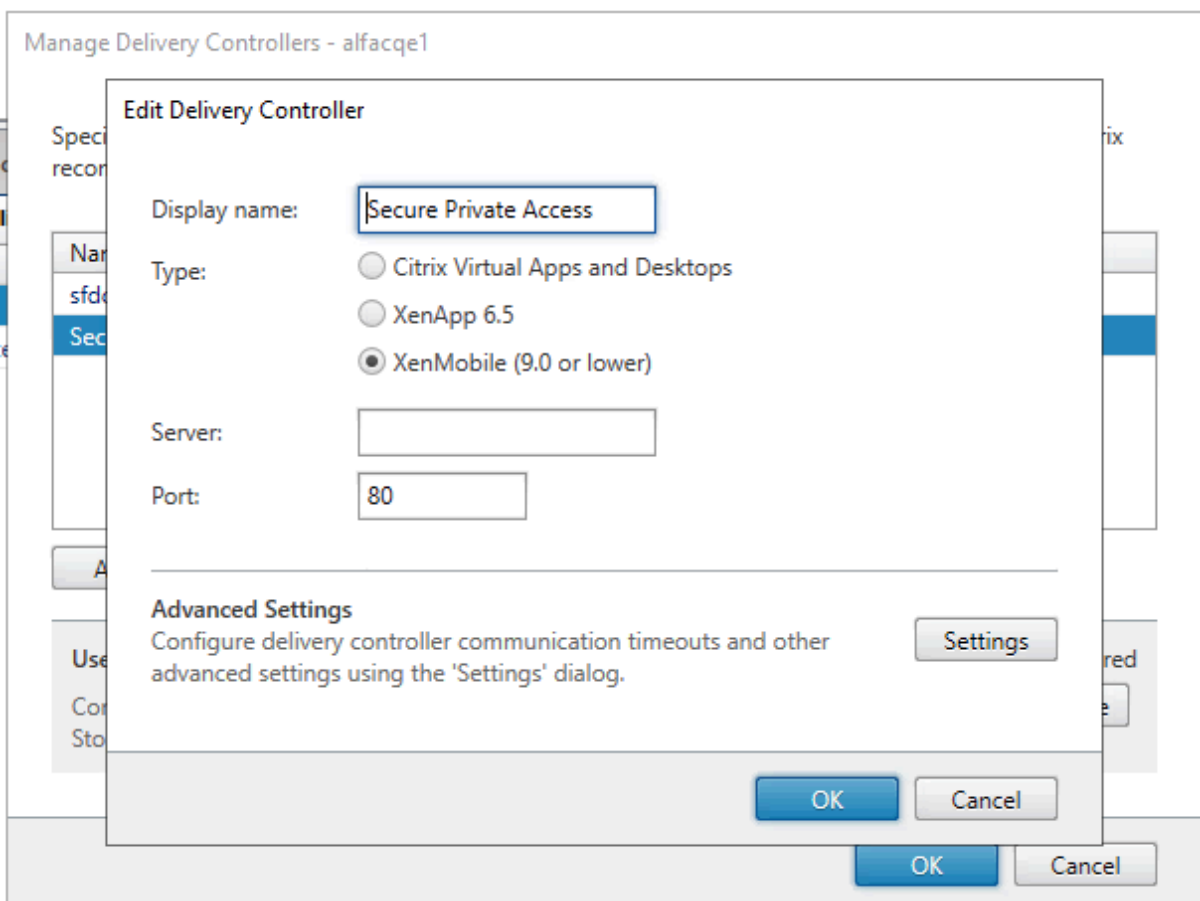 Manage Delivery Controllers - alfacqe1
Edit Delivery Controller
Display name:
Secure Private Access
Type:
Citrix Virtual Apps and Desktops
XenApp 6.5
XenMobile (9.0 or lower)
Server:
Port:
80
Advanced Settings
Configure delivery controller communication timeouts and other
advanced settings using the 'Settings' dialog.
Settings
OK
Cancel
OK
Cancel